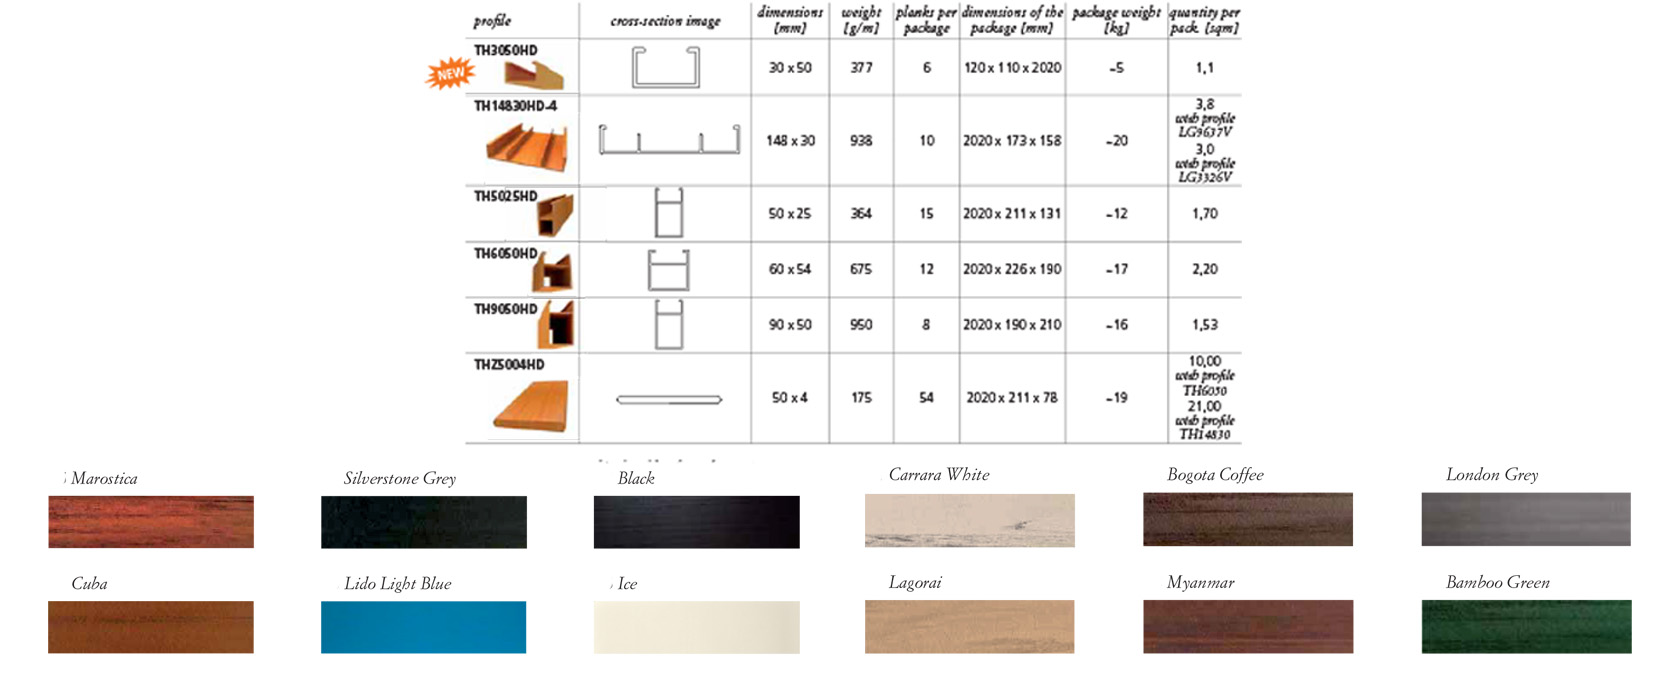 profile cross-section image dimensions [mm] weight [g/m] planks per package dimensions of the package [mm] package weight [kg] quantity per pack. [sqm]
TH3050HD
NEW
30 x 50 377 6 120 x 110 x 2020 ~5 1,1
TH14830HD-4
148 x 30 938 10 2020 x 173 x 158 ~20
3,8
with profile
LG9637V
3,0
with profile
LG3326V
TH5025HD
50 x 25 364 15 2020 x 211 x 131 ~12 1,70
TH6050HD
60 x 54 675 12 2020 x 226 x 190 ~17 2,20
TH9050HD
90 x 50 950 8 2020 x 190 x 210 ~16 1,53
THZ5004HD
50 x 4 175 54 2020 x 211 x 78 ~19
10,00
with profile
TH6050
21,00
with profile
TH14830
Marostica Silverstone Grey Black Carrara White Bogota Coffee London Grey
Cuba Lido Light Blue Ice Lagorai Myanmar Bamboo Green